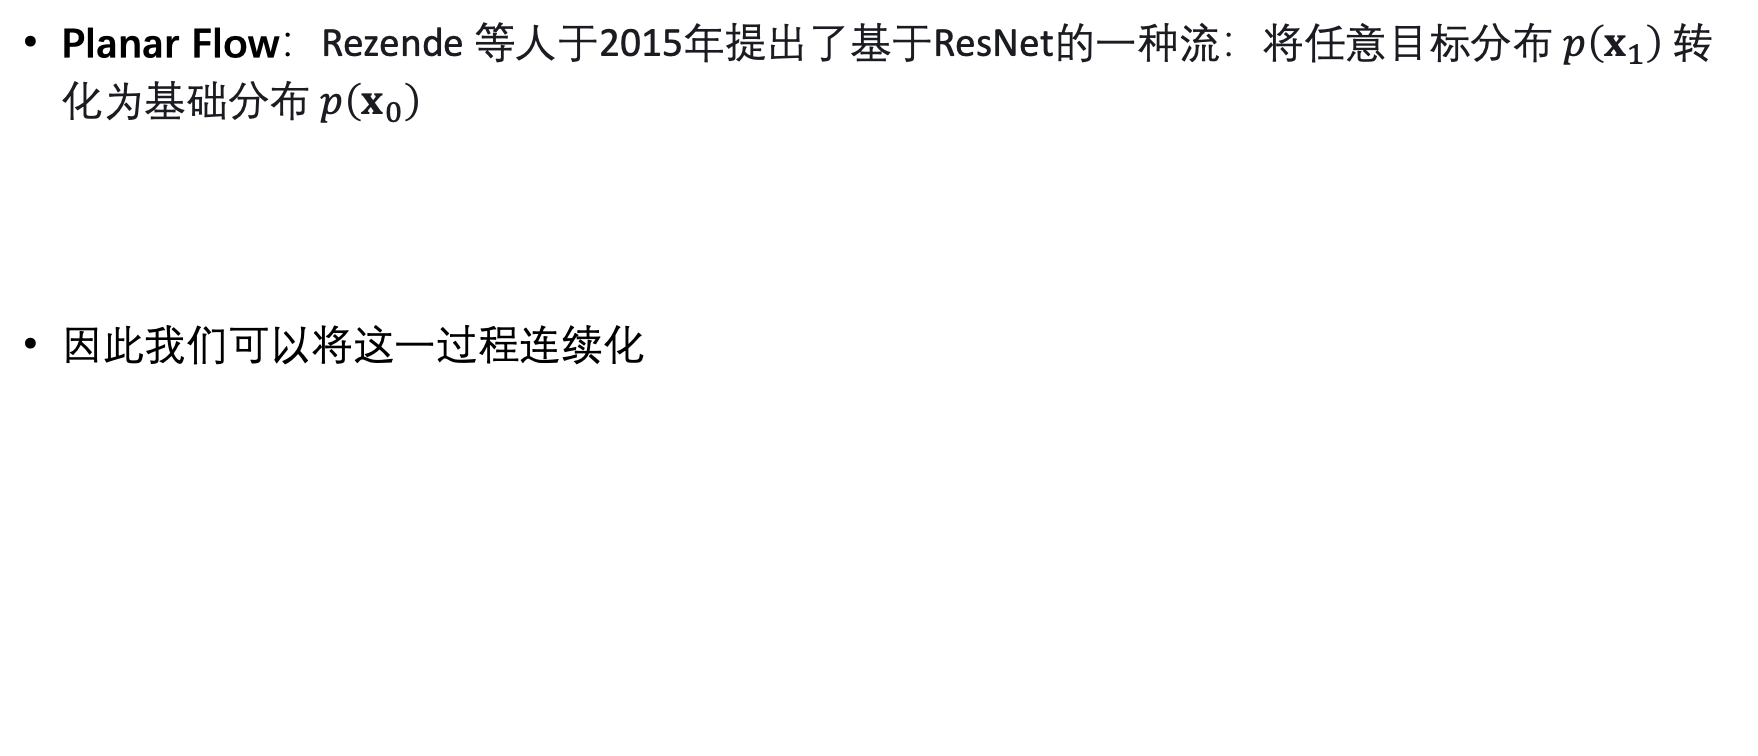 • Planar Flow： Rezende 等人于2015年提出了基于ResNet的一种流： 将任意目标分布 p(x₁) 转
化为基础分布 p(x₀)
• 因此我们可以将这一过程连续化